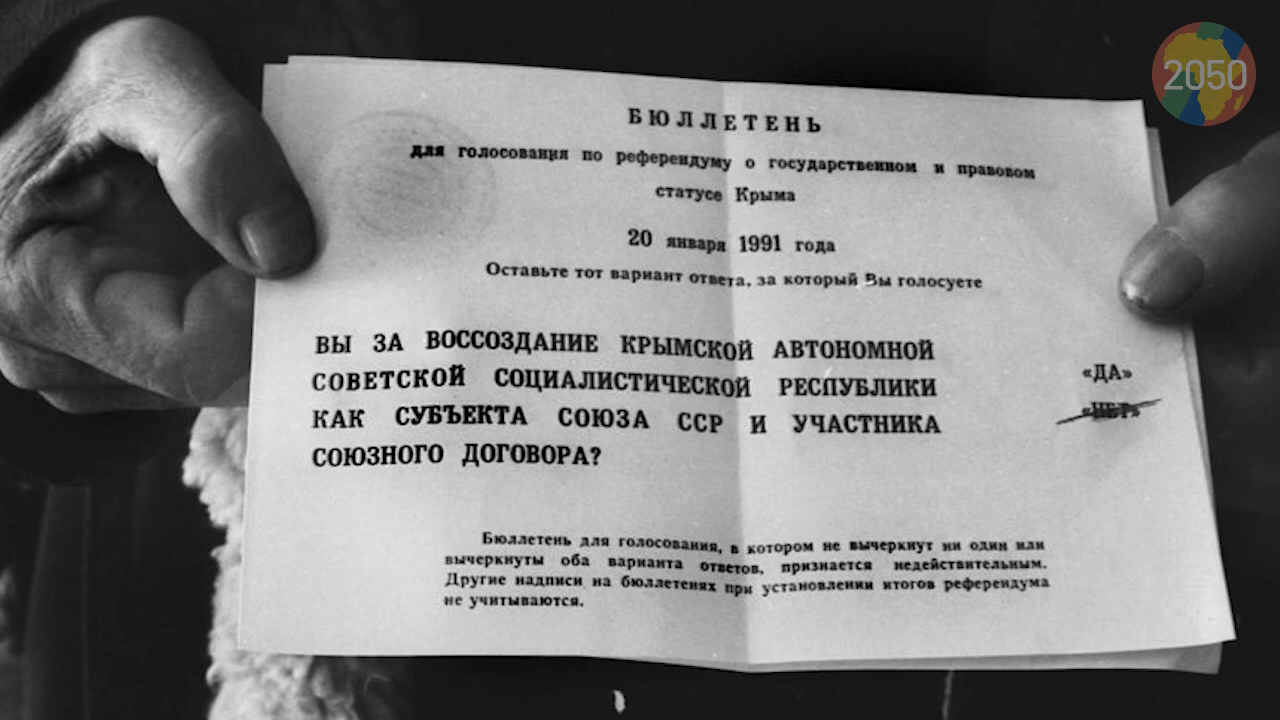 2050
БЮЛЛЕТЕНЬ
для голосования по референдуму о государственном и правовом
статусе Крыма
20 января 1991 года
Оставьте тот вариант ответа, за который Вы голосуете
ВЫ ЗА ВОССОЗДАНИЕ КРЫМСКОЙ АВТОНОМНОЙ
СОВЕТСКОЙ СОЦИАЛИСТИЧЕСКОЙ РЕСПУБЛИКИ
КАК СУБЪЕКТА СОЮЗА ССР И УЧАСТНИКА
СОЮЗНОГО ДОГОВОРА?
«ДА»
«НЕТ»
Бюллетень для голосования, в котором не вычеркнут ни один или
вычеркнуты оба варианта ответов, признается недействительным.
Другие надписи на бюллетенях при установлении итогов референдума
не учитываются.